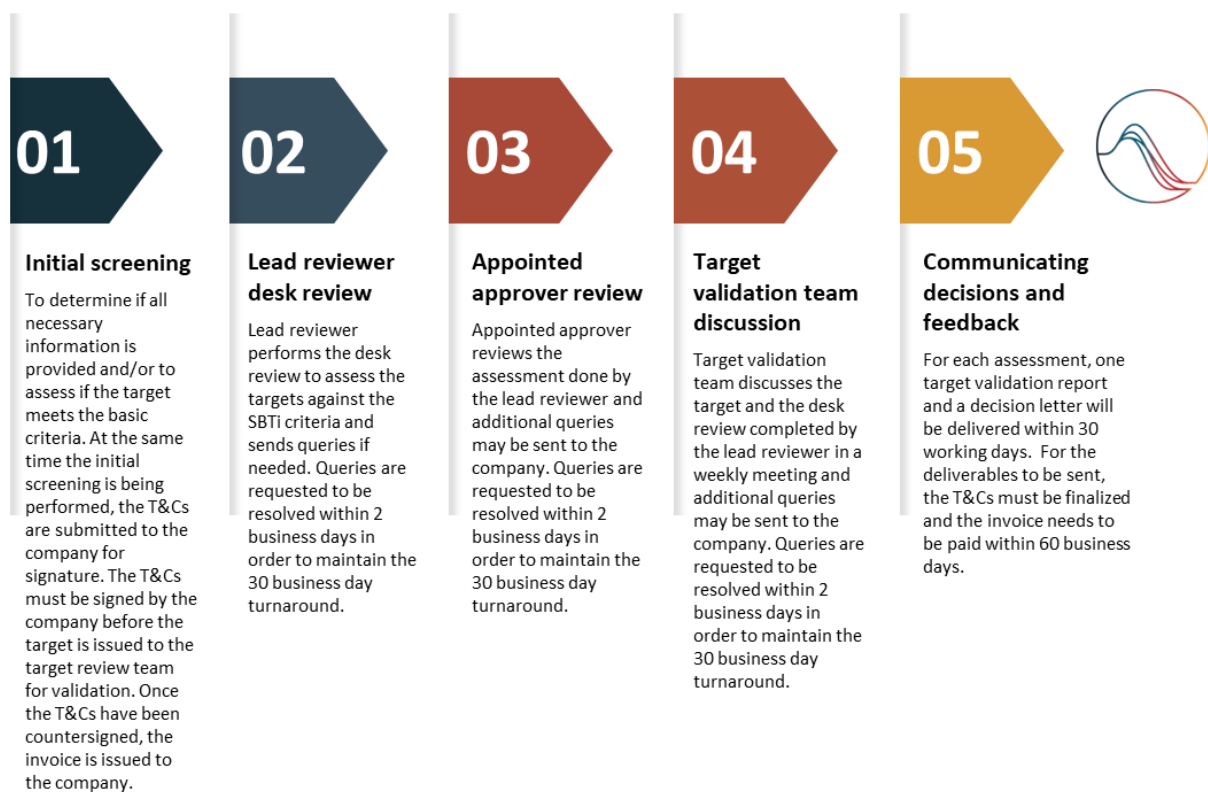 01
Initial screening
To determine if all
necessary
information is
provided and/or to
assess if the target
meets the basic
criteria. At the same
time the initial
screening is being
performed, the T&Cs
are submitted to the
company for
signature. The T&Cs
must be signed by the
company before the
target is issued to the
target review team
for validation. Once
the T&Cs have been
countersigned, the
invoice is issued to
the company.
02
Lead reviewer
desk review
Lead reviewer
performs the desk
review to assess the
targets against the
SBTi criteria and
sends queries if
needed. Queries are
requested to be
resolved within 2
business days in
order to maintain the
30 business day
turnaround.
03
Appointed
approver review
Appointed approver
reviews the
assessment done by
the lead reviewer and
additional queries
may be sent to the
company. Queries are
requested to be
resolved within 2
business days in
order to maintain the
30 business day
turnaround.
04
Target
validation team
discussion
Target validation
team discusses the
target and the desk
review completed by
the lead reviewer in a
weekly meeting and
additional queries
may be sent to the
company. Queries are
requested to be
resolved within 2
business days in
order to maintain the
30 business day
turnaround.
05
Communicating
decisions and
feedback
For each assessment, one
target validation report
and a decision letter will
be delivered within 30
working days.  For the
deliverables to be sent,
the T&Cs must be finalized
and the invoice needs to
be paid within 60 business
days.